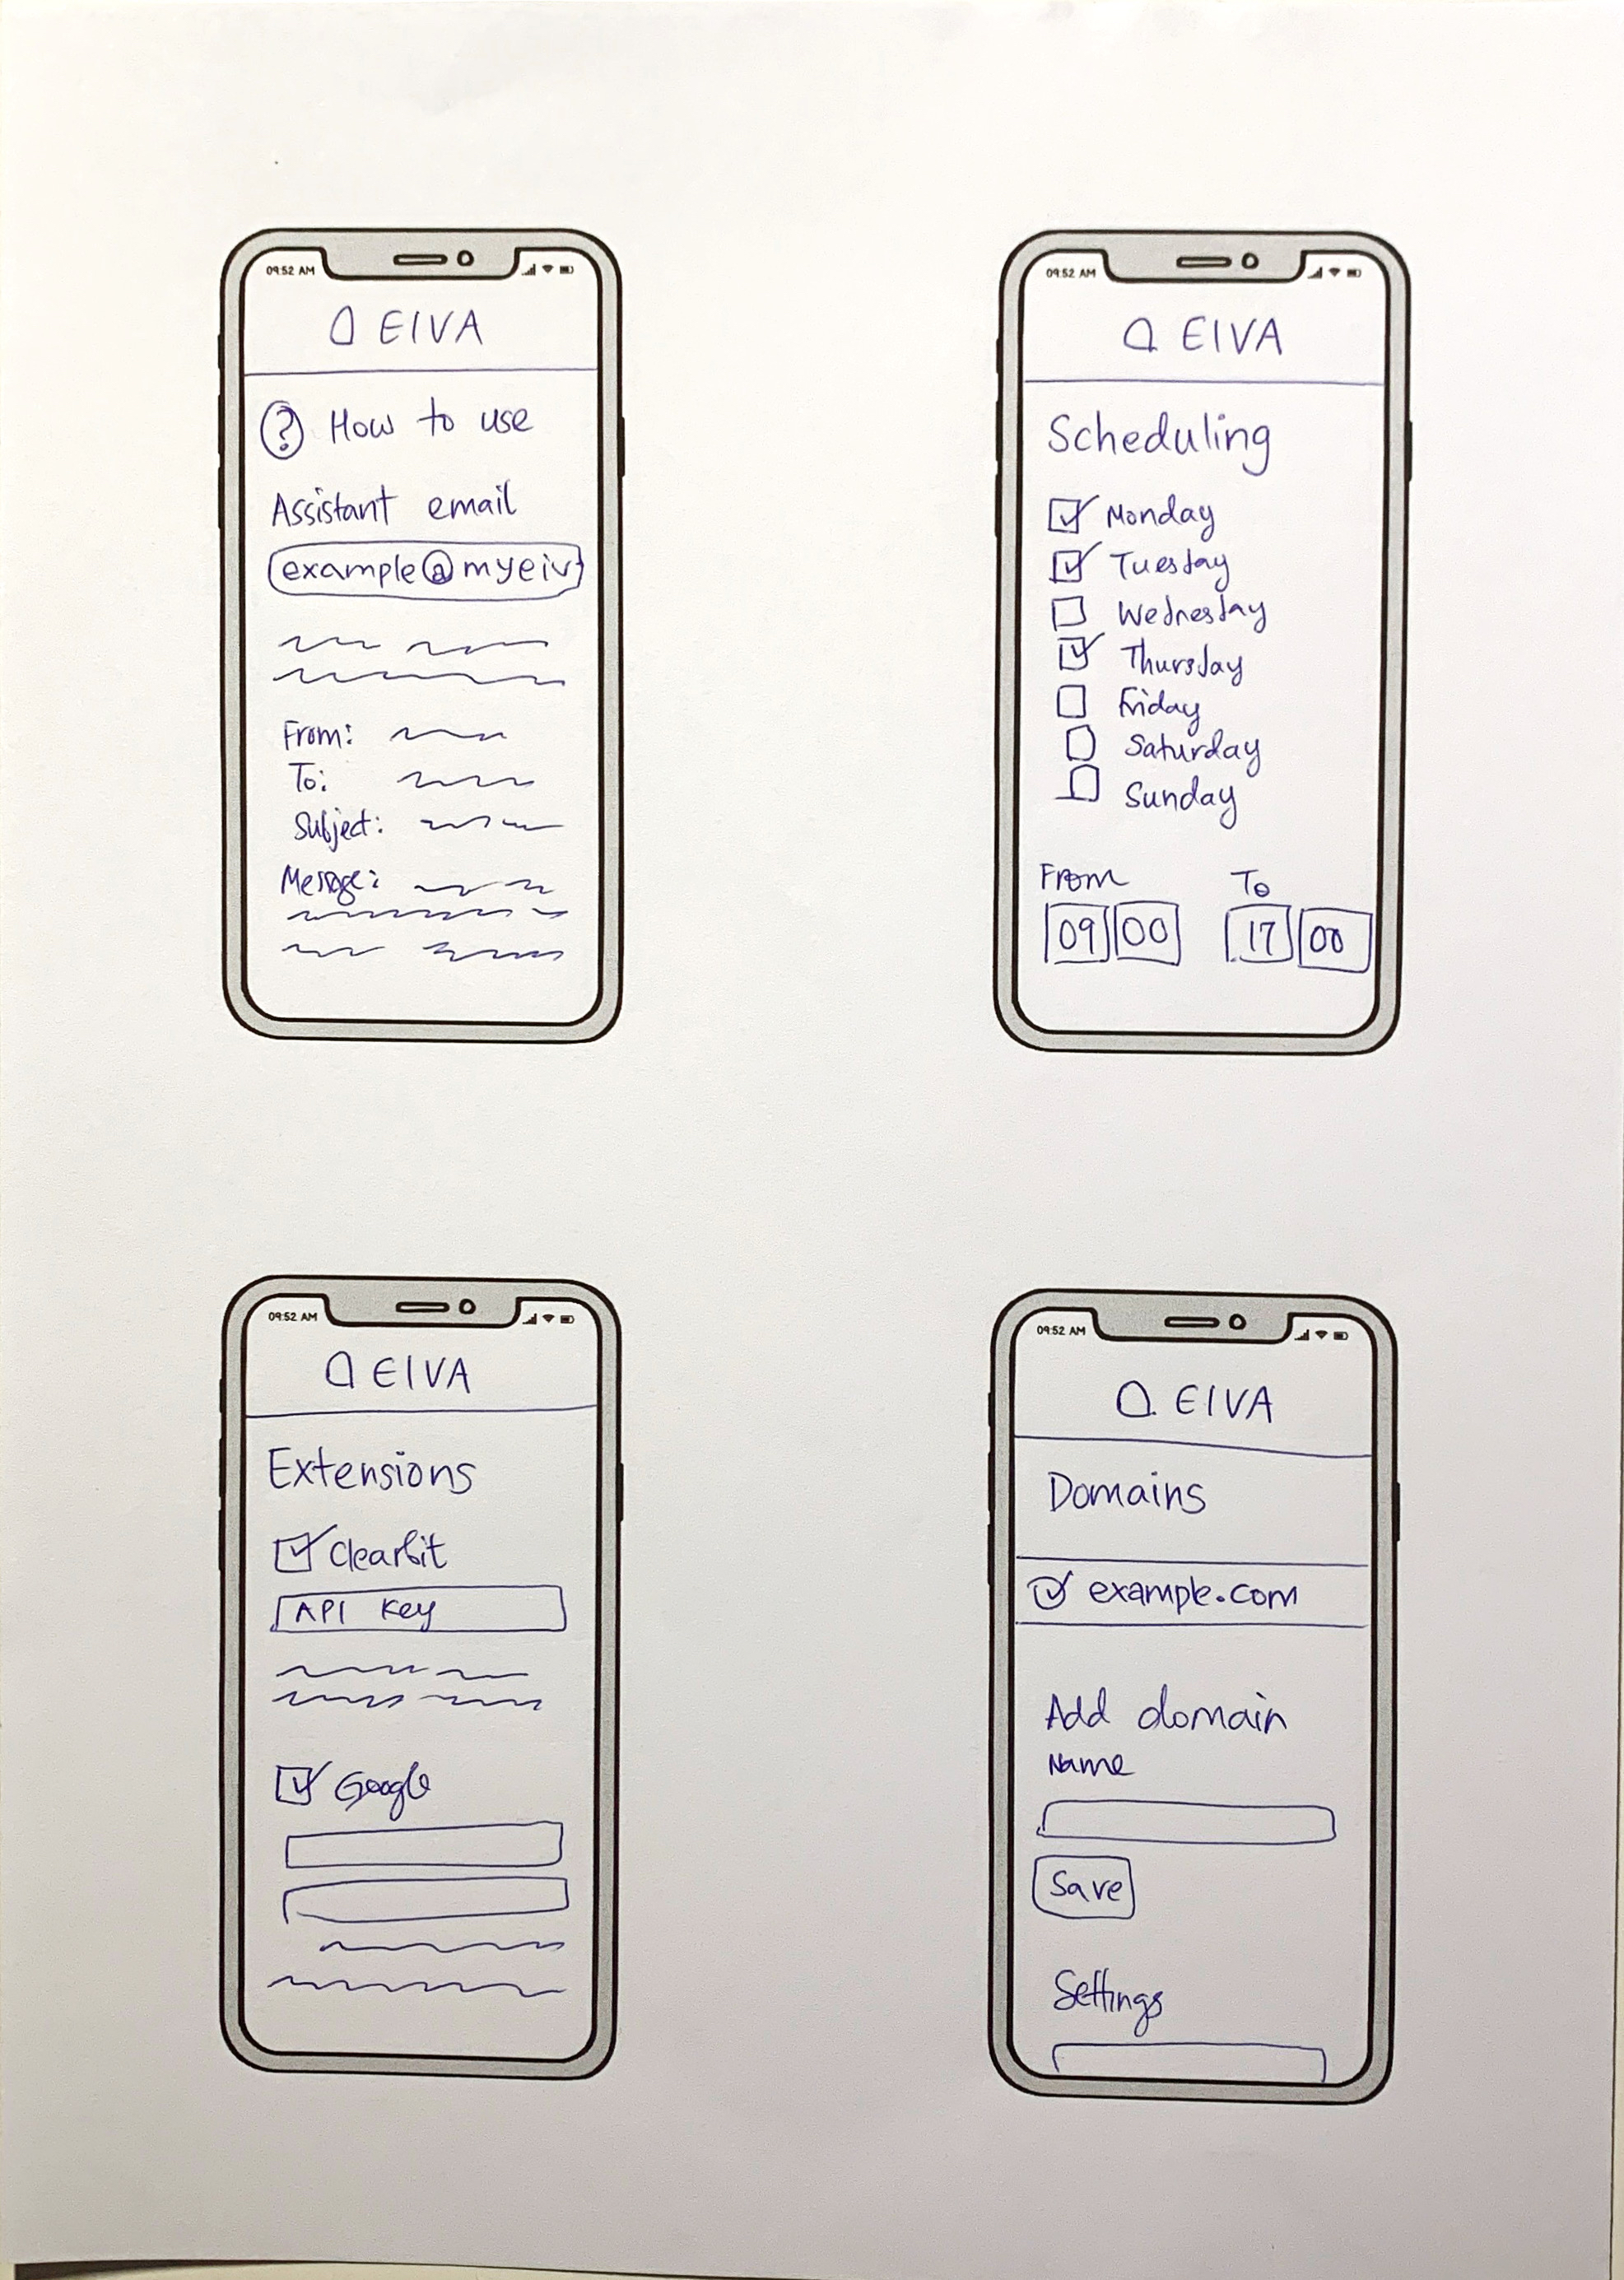 09:52 AM
EIVA
? How to use
Assistant email
example@myeiv
From:
To:
Subject:
Message:
09:52 AM
EIVA
Scheduling
Monday
Tuesday
Wednesday
Thursday
Friday
Saturday
Sunday
From To
09 00 17 00
09:52 AM
EIVA
Extensions
Clearbit
API Key
Google
09:52 AM
EIVA
Domains
example.com
Add domain
Name
Save
Settings